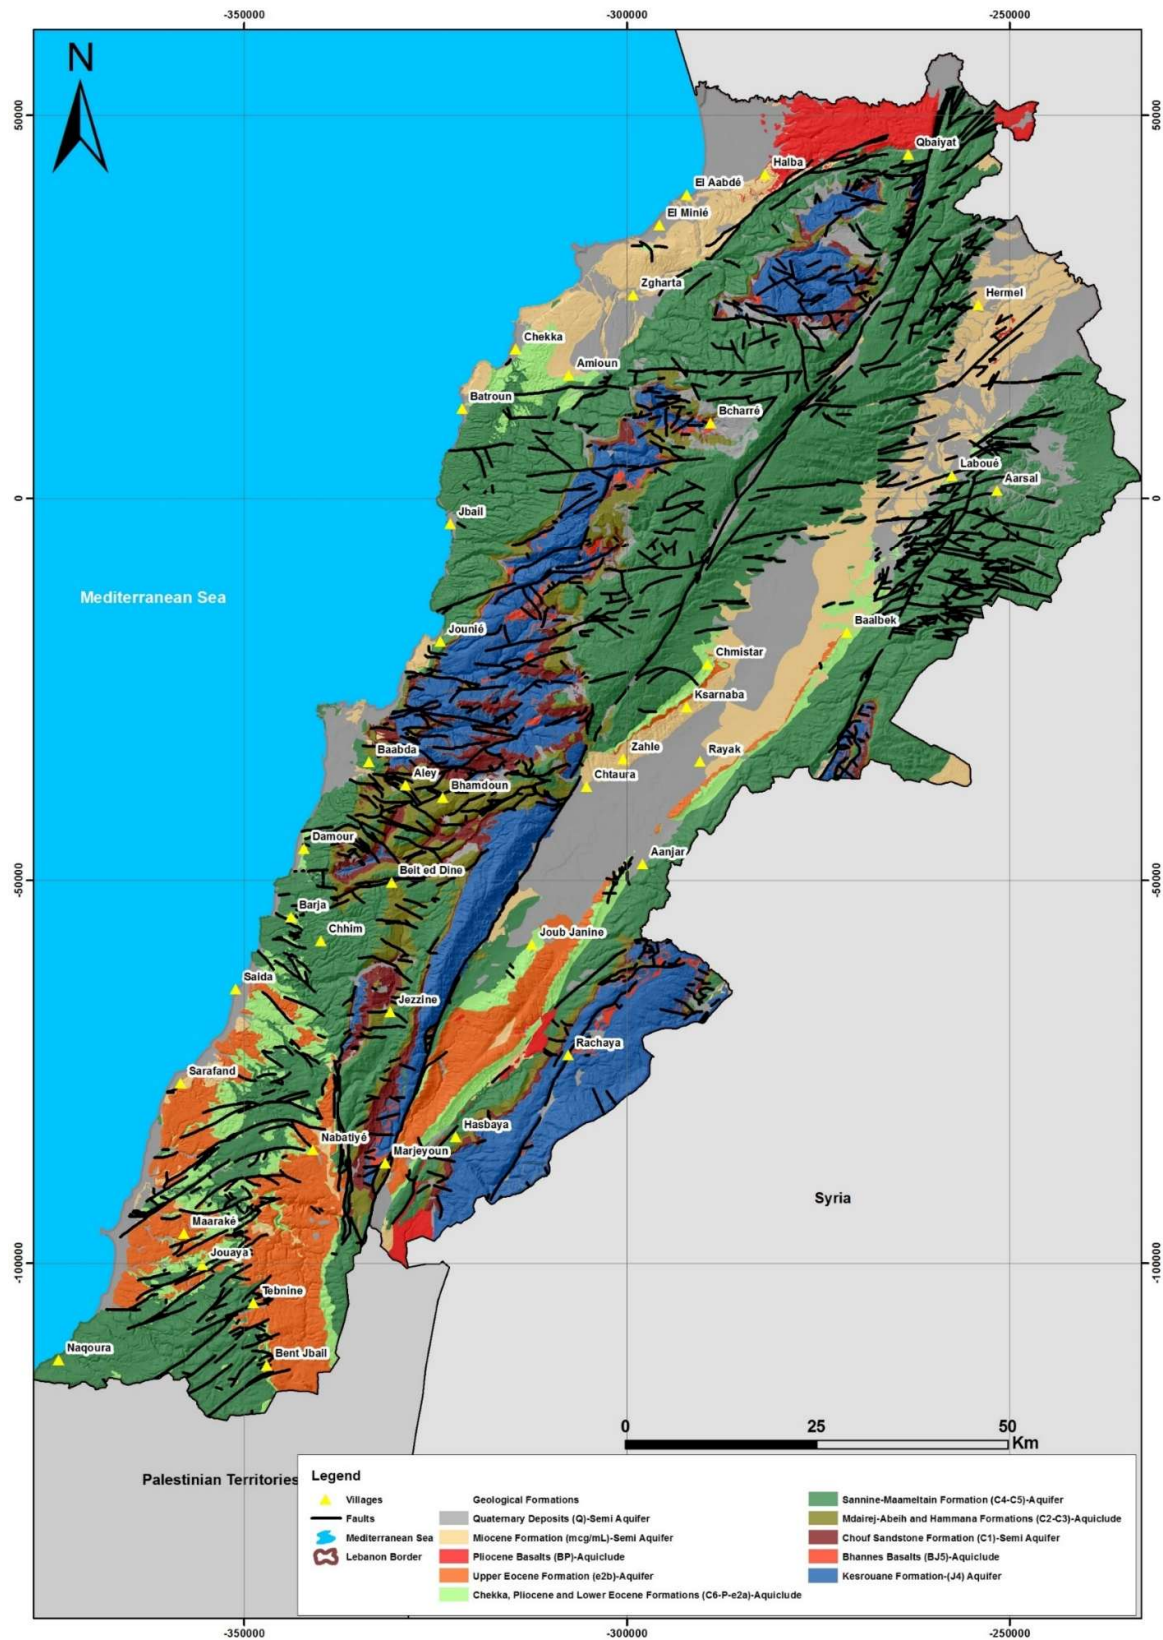 -350000
-300000
-250000
N
50000
50000
Qbaiyat
Halba
El Aabdé
El Minié
Zgharta
Hermel
Chekka
Amioun
Batroun
Bcharré
Laboué
Aarsal
0
0
Jbail
Mediterranean Sea
Baalbek
Jounié
Chmistar
Ksarnaba
Zahle
Rayak
Baabda
Aley
Chtaura
Bhamdoun
Damour
Aanjar
Beit ed Dine
-50000
-50000
Barja
Chhim
Joub Janine
Saida
Jezzine
Rachaya
Sarafand
Hasbaya
Nabatiyé
Marjeyoun
Syria
Maaraké
Jouaya
-100000
-100000
Tebnine
Naqoura
Bent Jbail
0
25
50
Km
Palestinian Territories
Legend
Villages
Faults
Mediterranean Sea
Lebanon Border
Geological Formations
Quaternary Deposits (Q)-Semi Aquifer
Miocene Formation (mcg/mL)-Semi Aquifer
Pliocene Basalts (BP)-Aquiclude
Upper Eocene Formation (e2b)-Aquifer
Chekka, Pliocene and Lower Eocene Formations (C6-P-e2a)-Aquiclude
Sannine-Maameltain Formation (C4-C5)-Aquifer
Mdairej-Abeih and Hammana Formations (C2-C3)-Aquiclude
Chouf Sandstone Formation (C1)-Semi Aquifer
Bhannes Basalts (BJ5)-Aquiclude
Kesrouane Formation-(J4) Aquifer
-350000
-300000
-250000